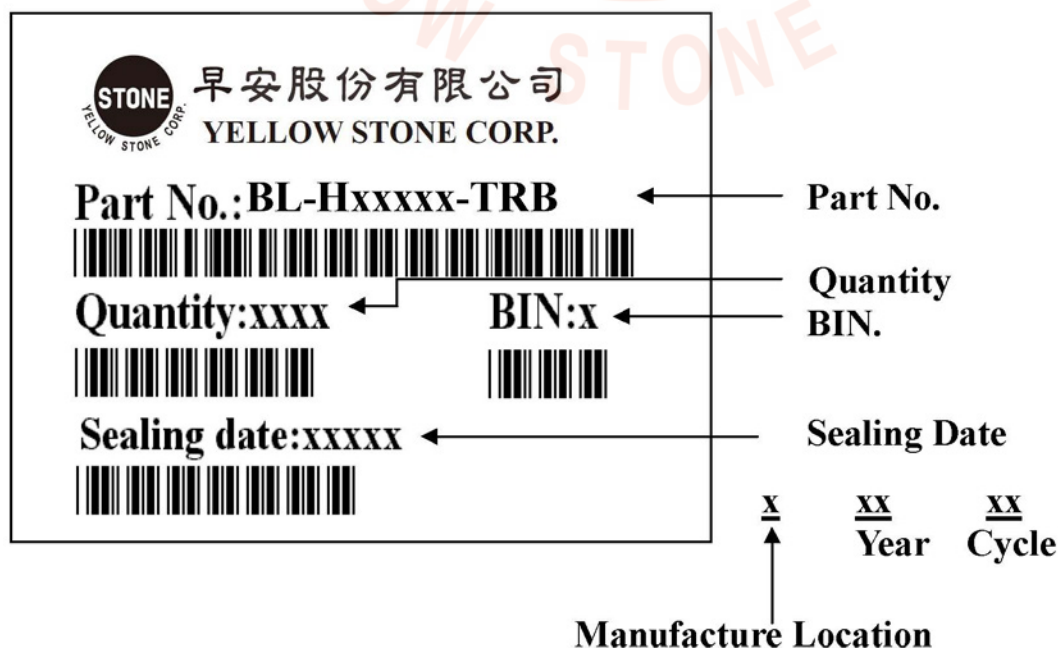 W STONE
STONE
YELLOW STONE CORP.
早安股份有限公司
YELLOW STONE CORP.
Part No.:BL-Hxxxxx-TRB
Part No.
Quantity:xxxx
BIN:x
Quantity
BIN.
Sealing date:xxxxx
Sealing Date
x xx xx
Year Cycle
Manufacture Location